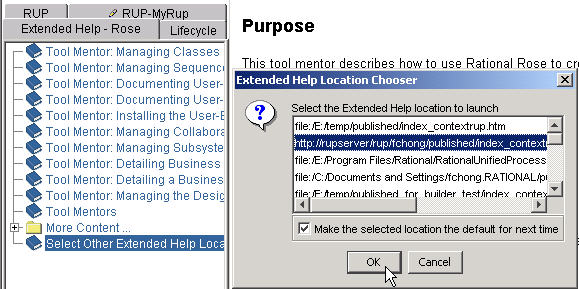 RUP
RUP-MyRup
Extended Help - Rose
Lifecycle
Tool Mentor: Managing Classes
Tool Mentor: Managing Sequenc
Tool Mentor: Documenting User-
Tool Mentor: Documenting User-
Tool Mentor: Installing the User-E
Tool Mentor: Managing Collabora
Tool Mentor: Managing Subsyste
Tool Mentor: Detailing Business
Tool Mentor: Detailing a Busines
Tool Mentor: Managing the Desig
Tool Mentors
More Content ...
Select Other Extended Help Loca
Purpose
This tool mentor describes how to use Rational Rose to cr
Extended Help Location Chooser
Select the Extended Help location to launch
file:/E:/temp/published/index_contextrup.htm
http://rupserver/rup/fchong/published/index_context
file:/E:/Program Files/Rational/RationalUnifiedProcess
file:/C:/Documents and Settings/fchong.RATIONAL/p
file:/E:/temp/published_for_builder_test/index_contex
Make the selected location the default for next time
OK
Cancel